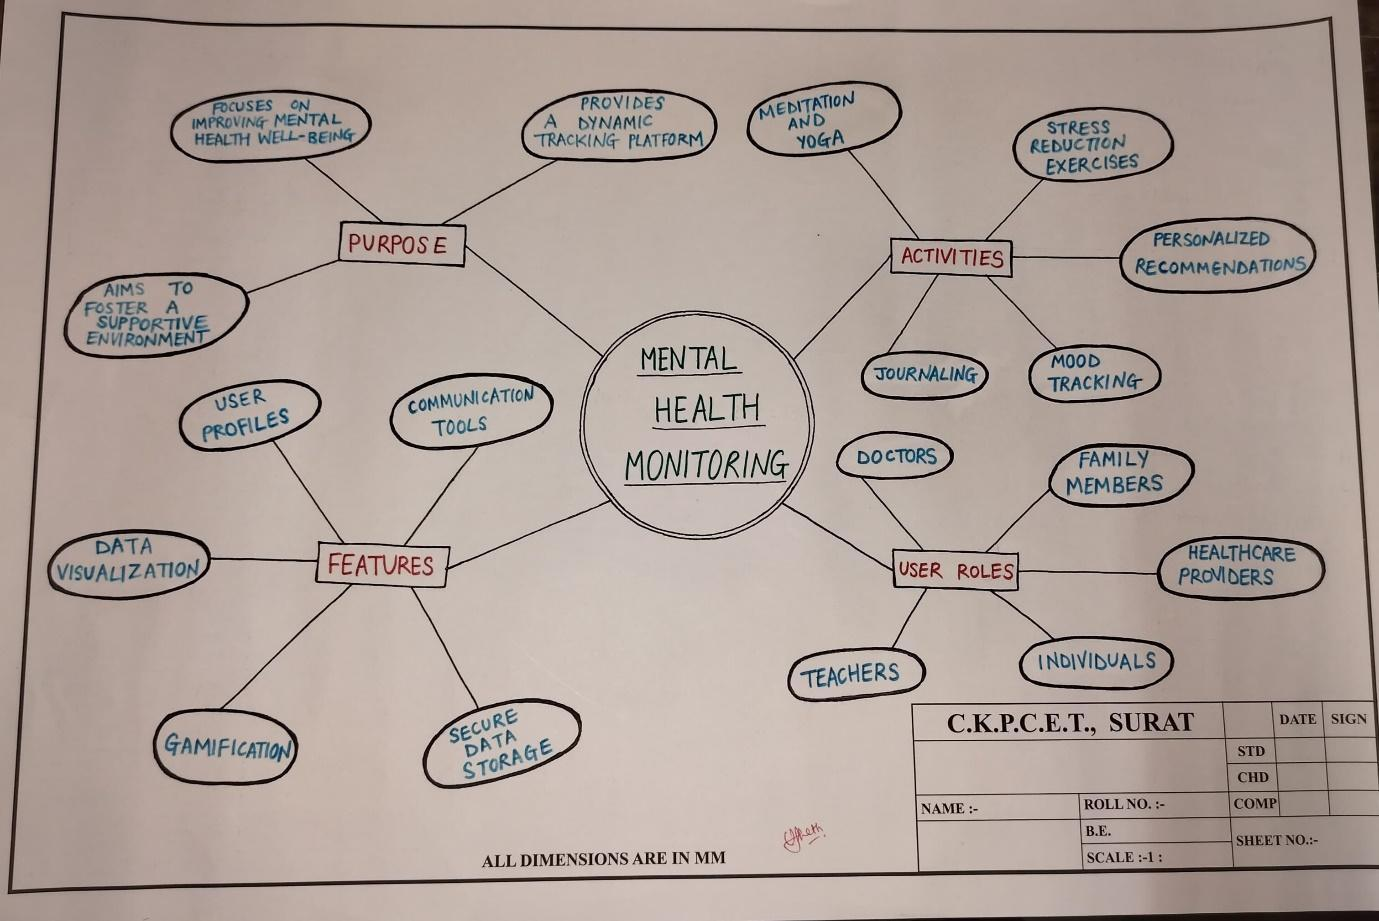 FOCUSES ON
IMPROVING MENTAL
HEALTH WELL-BEING
PROVIDES
A DYNAMIC
TRACKING PLATFORM
PURPOSE
AIMS TO
FOSTER A
SUPPORTIVE
ENVIRONMENT
MEDITATION
AND
YOGA
STRESS
REDUCTION
EXERCISES
ACTIVITIES
PERSONALIZED
RECOMMENDATIONS
JOURNALING
MOOD
TRACKING
MENTAL
HEALTH
MONITORING
USER
PROFILES
COMMUNICATION
TOOLS
DATA
VISUALIZATION
FEATURES
GAMIFICATION
SECURE
DATA
STORAGE
DOCTORS
FAMILY
MEMBERS
USER ROLES
HEALTHCARE
PROVIDERS
TEACHERS
INDIVIDUALS
C.K.P.C.E.T., SURAT
DATE SIGN
STD
CHD
NAME :- ROLL NO. :- COMP
B.E.
SHEET NO.:-
SCALE :-1 :
ALL DIMENSIONS ARE IN MM